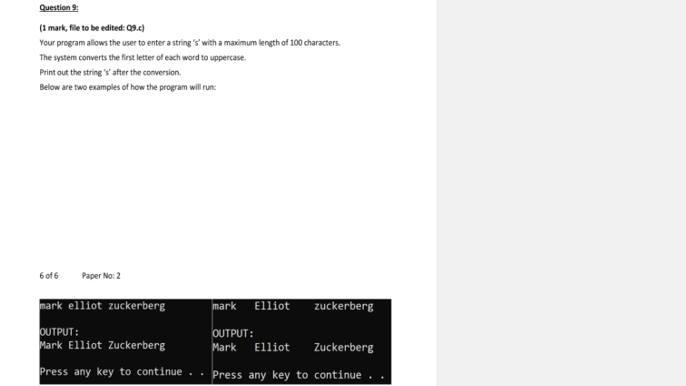 Question 9:
(1 mark, file to be edited: Q9.c)
Your program allows the user to enter a string ‘s’ with a maximum length of 100 characters.
The system converts the first letter of each word to uppercase.
Print out the string ‘s’ after the conversion.
Below are two examples of how the program will run:
6 of 6 Paper No: 2
mark elliot zuckerberg
OUTPUT:
Mark Elliot Zuckerberg
Press any key to continue . .
mark   Elliot    zuckerberg
OUTPUT:
Mark   Elliot    Zuckerberg
Press any key to continue . .